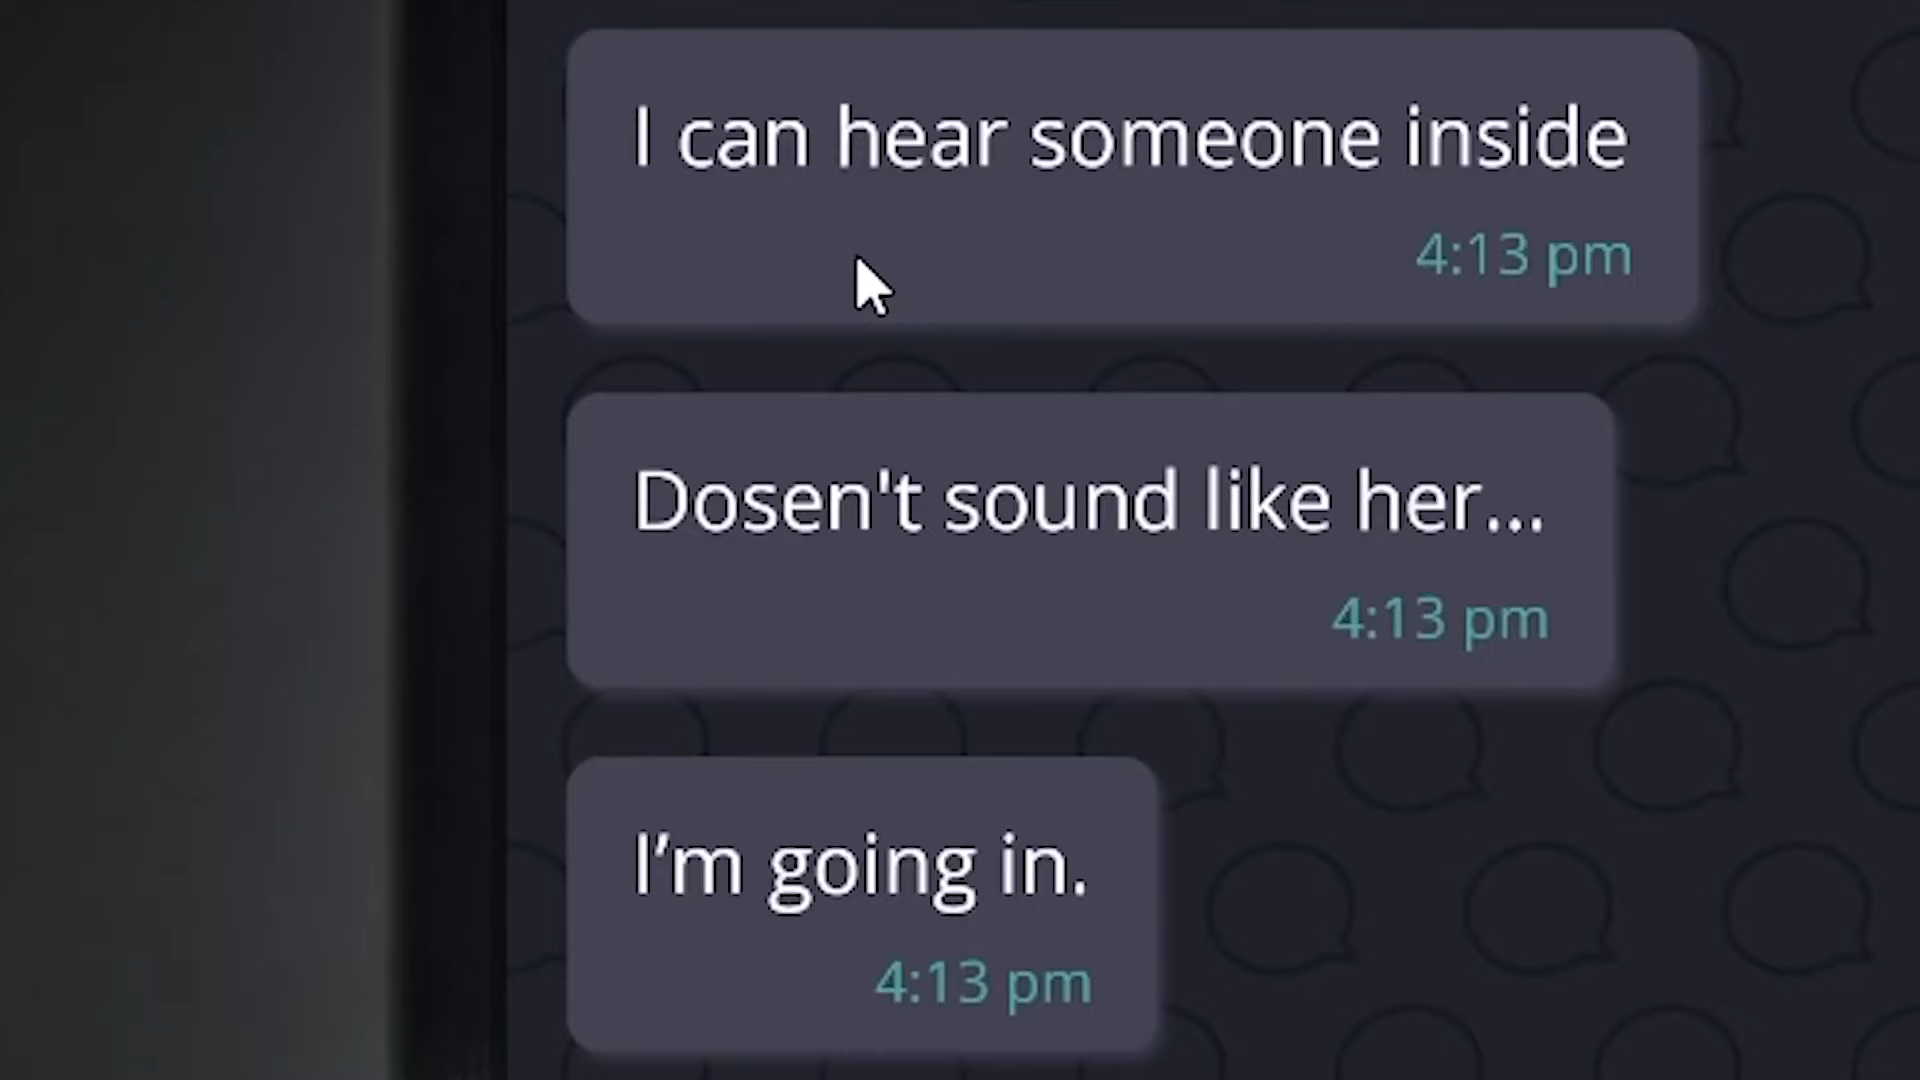 I can hear someone inside
4:13 pm
Dosen't sound like her...
4:13 pm
I’m going in.
4:13 pm